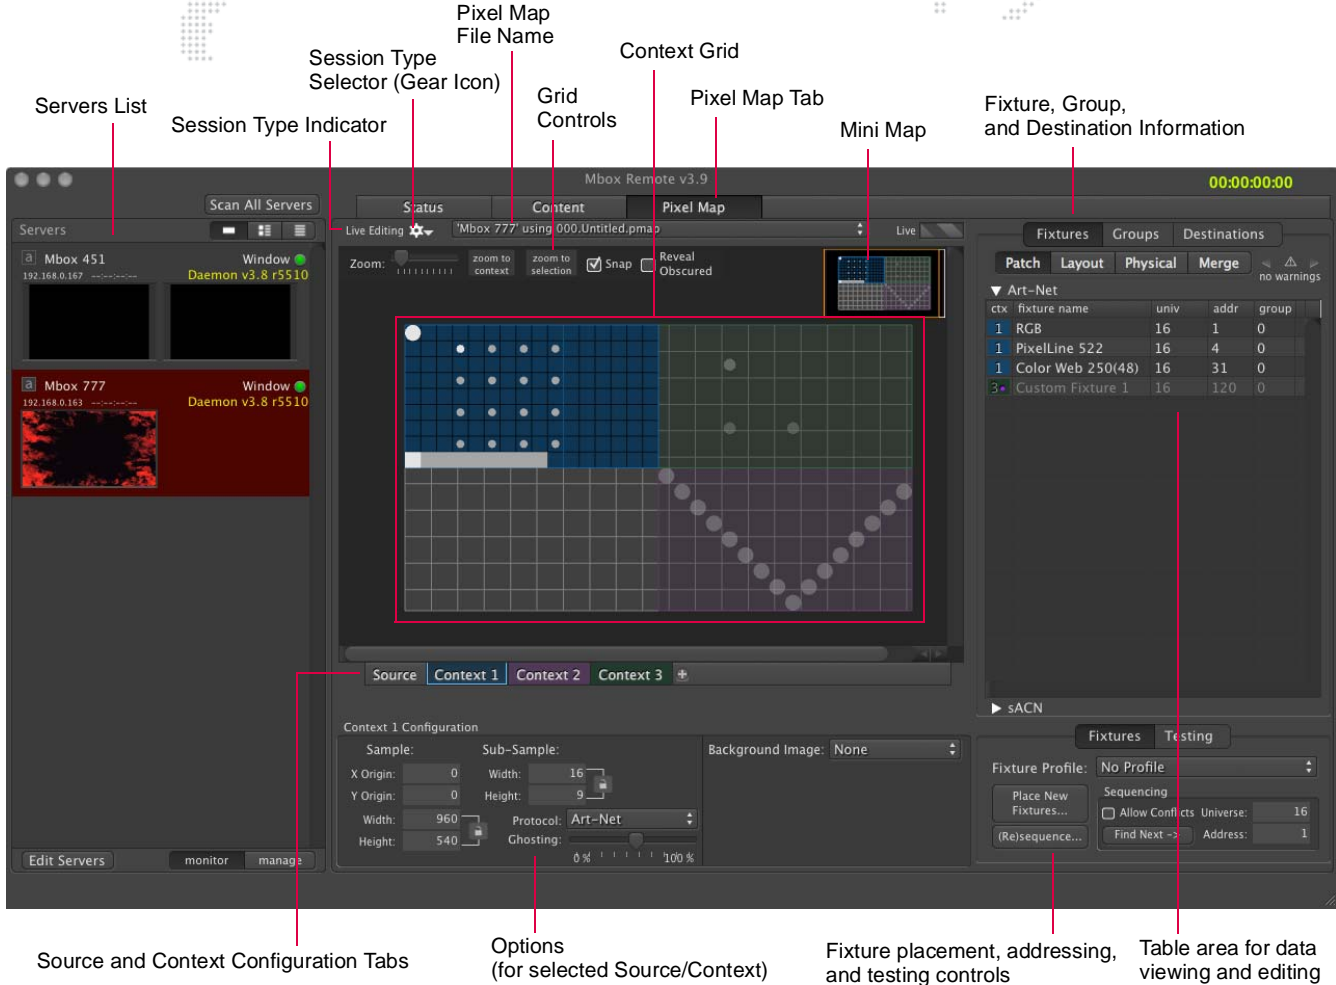 Pixel Map
File Name
Session Type
Selector (Gear Icon)
Context Grid
Servers List
Session Type Indicator
Grid
Controls
Pixel Map Tab
Mini Map
Fixture, Group,
and Destination Information
Mbox Remote v3.9
00:00:00:00
Scan All Servers
Status Content Pixel Map
Servers
Live Editing
'Mbox 777' using 000.Untitled.pmap
Live
Fixtures Groups Destinations
a Mbox 451 Window
192.168.0.167 --:--:--:-- Daemon v3.8 r5510
Zoom:
zoom to
context
zoom to
selection
Snap
Reveal
Obscured
Patch Layout Physical Merge
no warnings
Art-Net
ctx fixture name univ addr group
1 RGB 16 1 0
1 PixelLine 522 16 4 0
1 Color Web 250(48) 16 31 0
3 Custom Fixture 1 16 120 0
a Mbox 777 Window
192.168.0.163 --:--:--:-- Daemon v3.8 r5510
Source Context 1 Context 2 Context 3 +
sACN
Context 1 Configuration
Sample: Sub-Sample:
X Origin: 0 Width: 16
Y Origin: 0 Height: 9
Width: 960 Protocol: Art-Net
Height: 540 Ghosting:
0% 100%
Background Image: None
Fixtures Testing
Fixture Profile: No Profile
Place New
Fixtures...
(Re)sequence...
Sequencing
Allow Conflicts Universe: 16
Find Next -> Address: 1
Edit Servers
monitor manage
Source and Context Configuration Tabs
Options
(for selected Source/Context)
Fixture placement, addressing,
and testing controls
Table area for data
viewing and editing